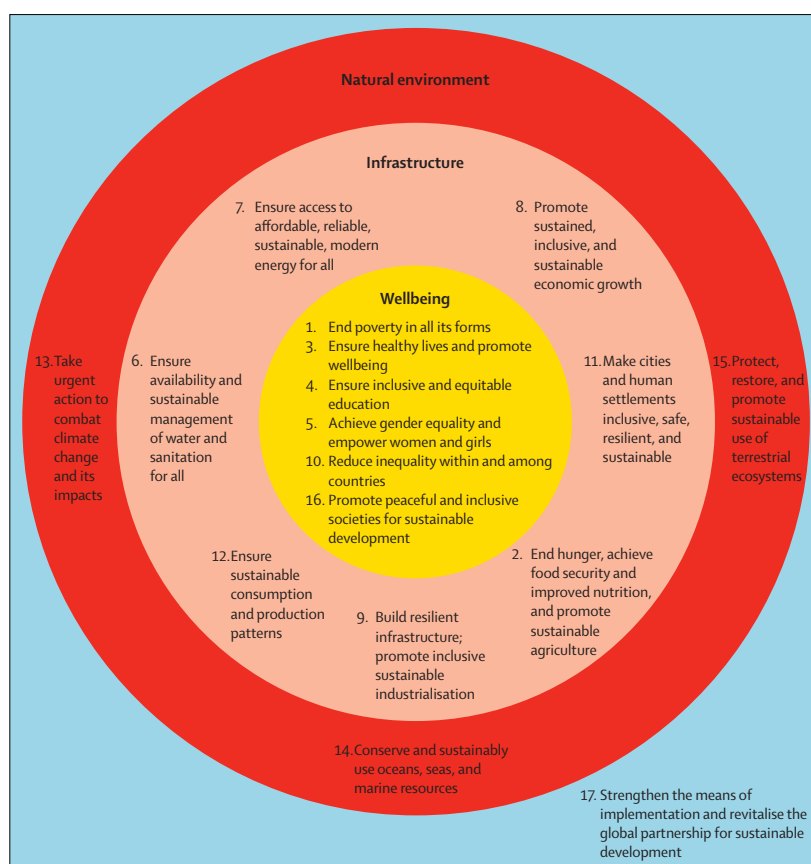 Natural environment
Infrastructure
7. Ensure access to
affordable, reliable,
sustainable, modern
energy for all
8. Promote
sustained,
inclusive, and
sustainable
economic growth
Wellbeing
1. End poverty in all its forms
3. Ensure healthy lives and promote
wellbeing
4. Ensure inclusive and equitable
education
5. Achieve gender equality and
empower women and girls
10. Reduce inequality within and among
countries
16. Promote peaceful and inclusive
societies for sustainable
development
13. Take
urgent
action to
combat
climate
change
and its
impacts
6. Ensure
availability and
sustainable
management
of water and
sanitation
for all
11. Make cities
and human
settlements
inclusive, safe,
resilient, and
sustainable
15. Protect,
restore, and
promote
sustainable
use of
terrestrial
ecosystems
12. Ensure
sustainable
consumption
and production
patterns
9. Build resilient
infrastructure;
promote inclusive
sustainable
industrialisation
2. End hunger, achieve
food security and
improved nutrition,
and promote
sustainable
agriculture
14. Conserve and sustainably
use oceans, seas, and
marine resources
17. Strengthen the means of
implementation and revitalise the
global partnership for sustainable
development